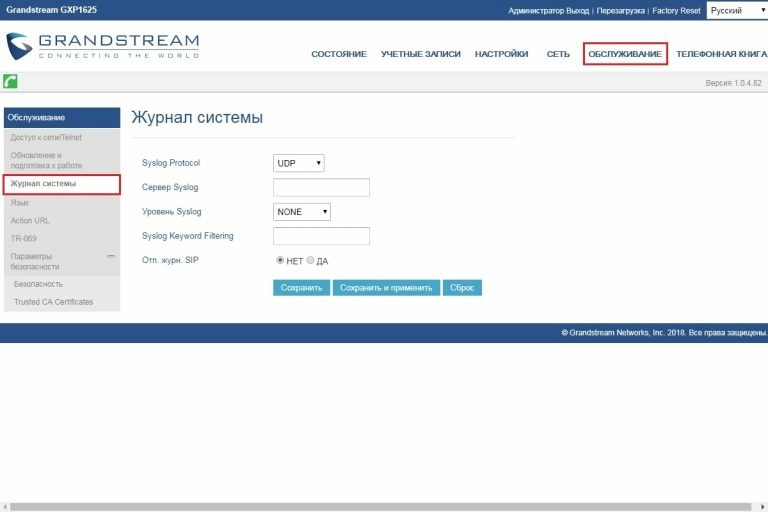 Grandstream GXP1625
Администратор Выход | Перезагрузка | Factory Reset Русский
GRANDSTREAM
CONNECTING THE WORLD
СОСТОЯНИЕ УЧЕТНЫЕ ЗАПИСИ НАСТРОЙКИ СЕТЬ ОБСЛУЖИВАНИЕ ТЕЛЕФОННАЯ КНИГА
Версия 1.0.4.82
Обслуживание
Доступ к сети/Telnet
Обновление и
подготовка к работе
Журнал системы
Язык
Action URL
TR-069
Параметры
безопасности
Безопасность
Trusted CA Certificates
Журнал системы
Syslog Protocol UDP
Сервер Syslog
Уровень Syslog NONE
Syslog Keyword Filtering
Отп. журн. SIP НЕТ ДА
Сохранить Сохранить и применить Сброс
© Grandstream Networks, Inc. 2018. Все права защищены.